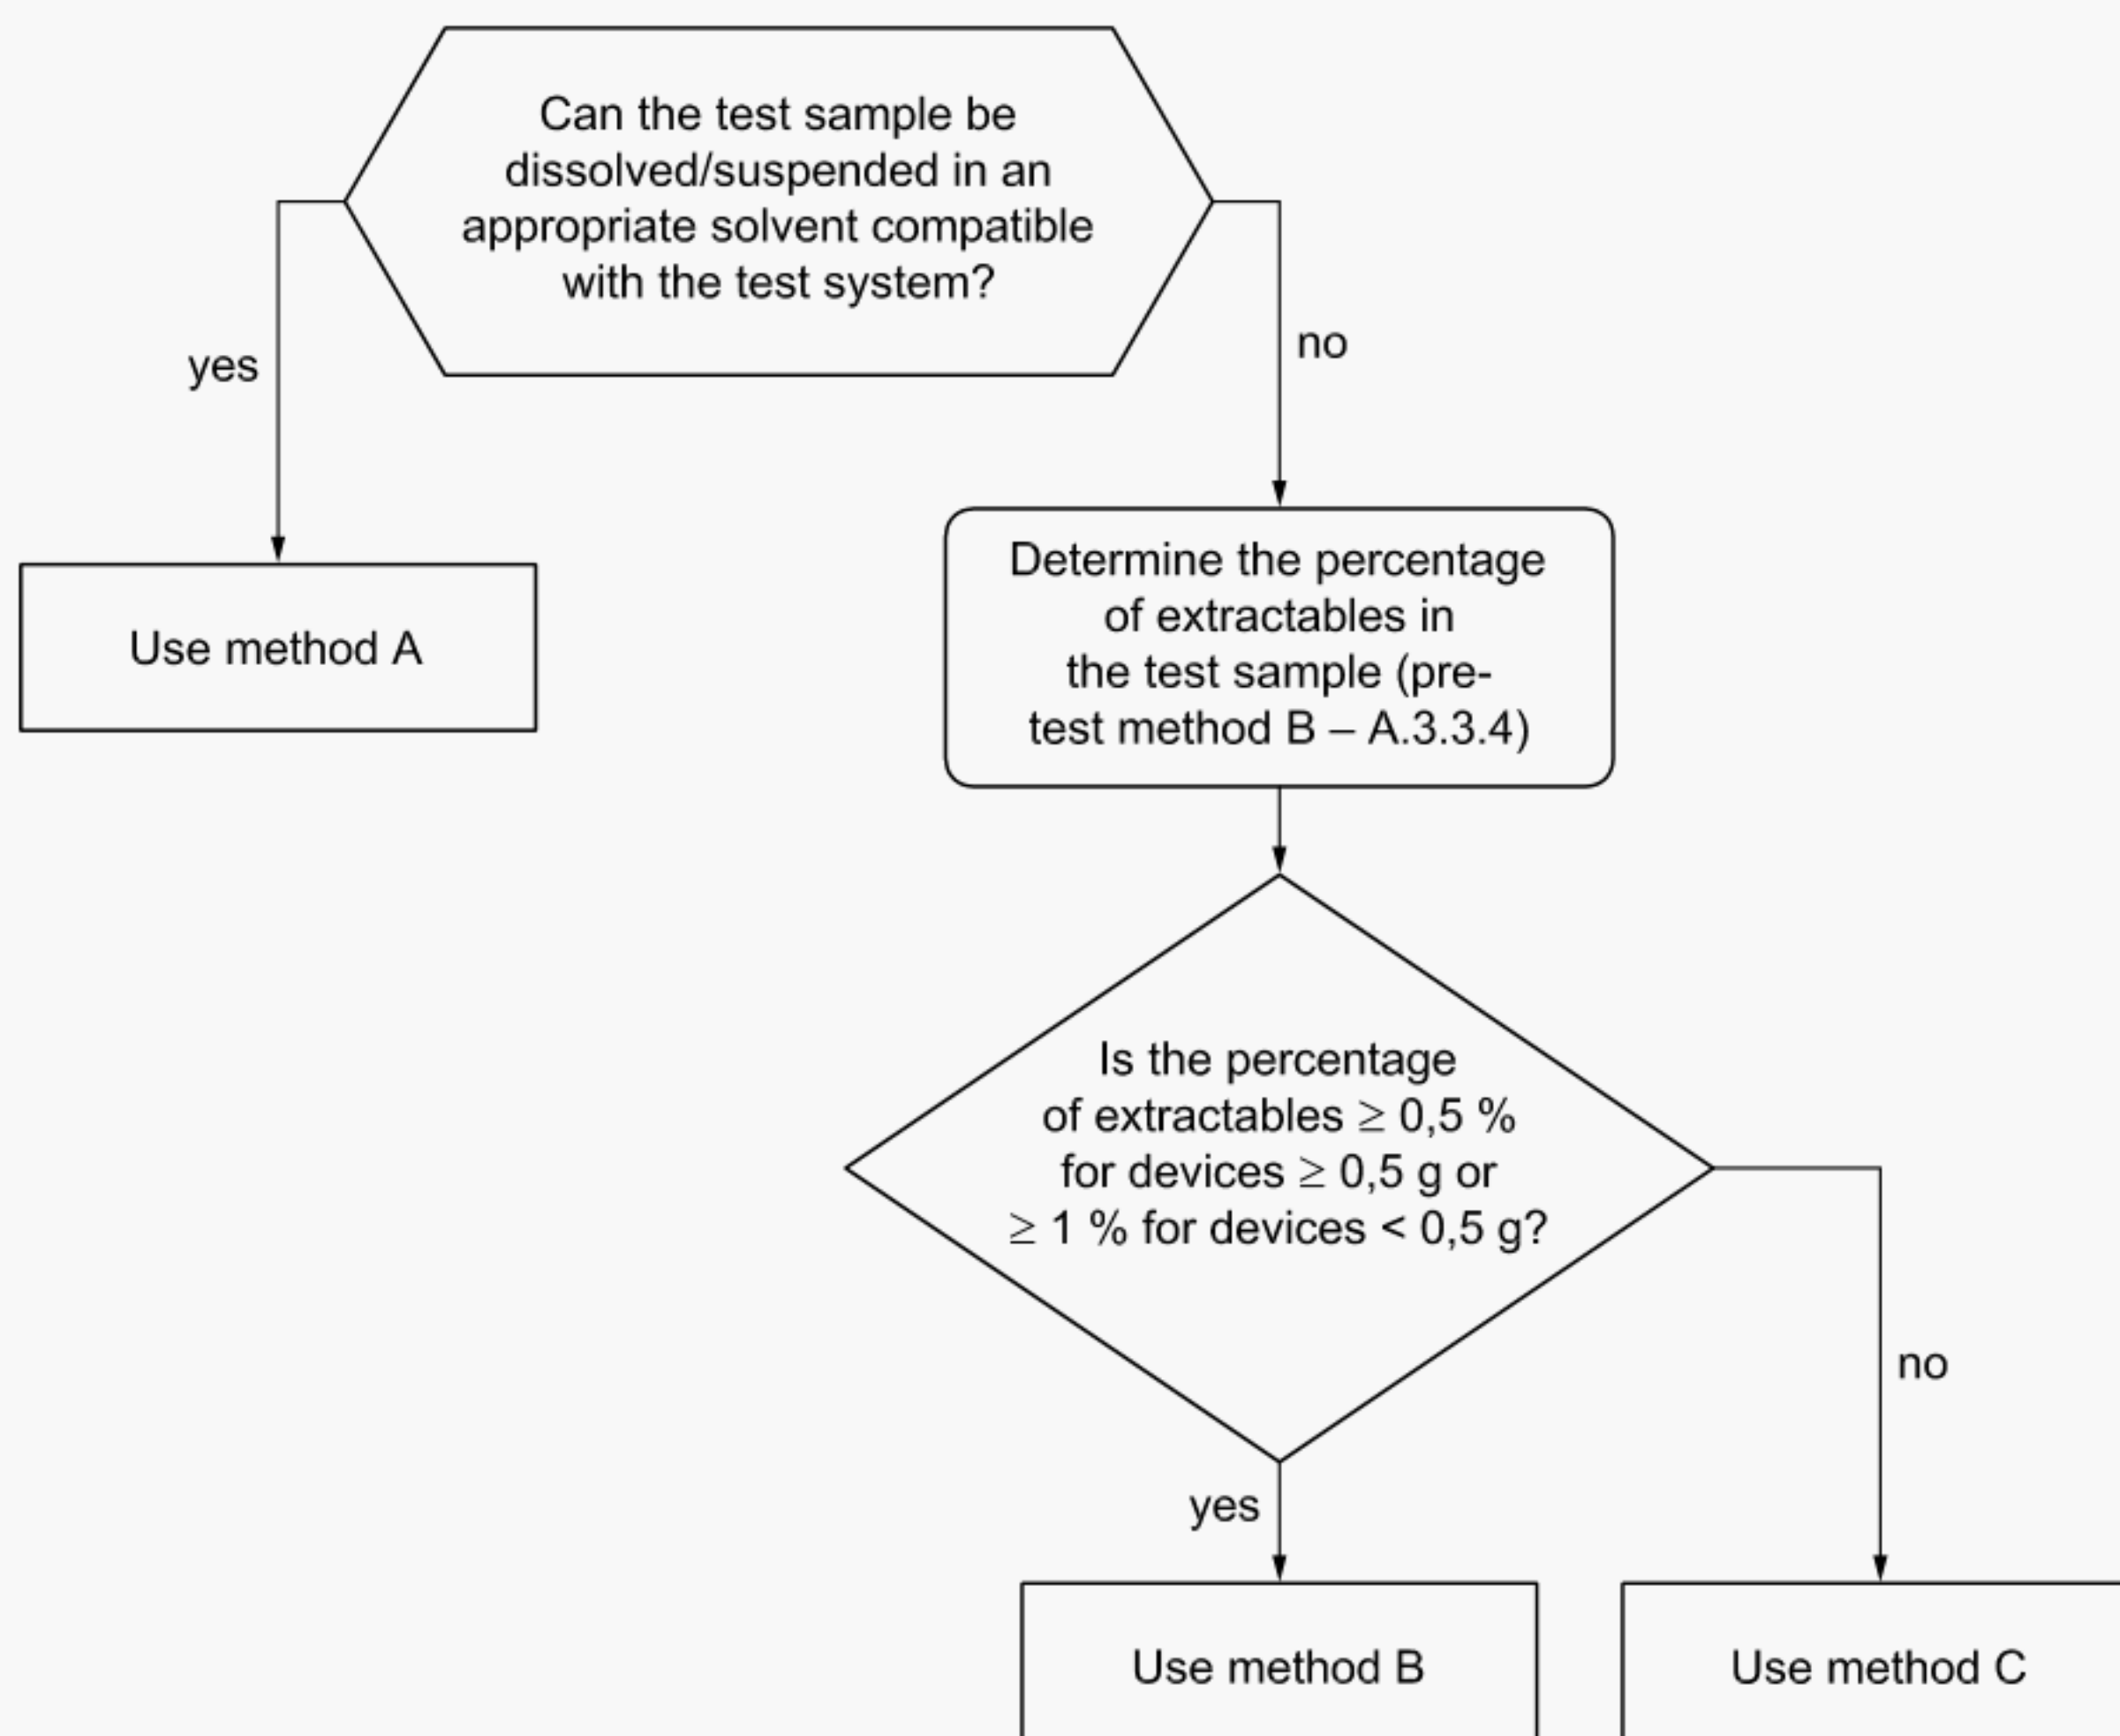 Can the test sample be
dissolved/suspended in an
appropriate solvent compatible
with the test system?
yes
no
Use method A
Determine the percentage
of extractables in
the test sample (pre-
test method B – A.3.3.4)
Is the percentage
of extractables ≥ 0,5 %
for devices ≥ 0,5 g or
≥ 1 % for devices < 0,5 g?
no
yes
Use method B
Use method C